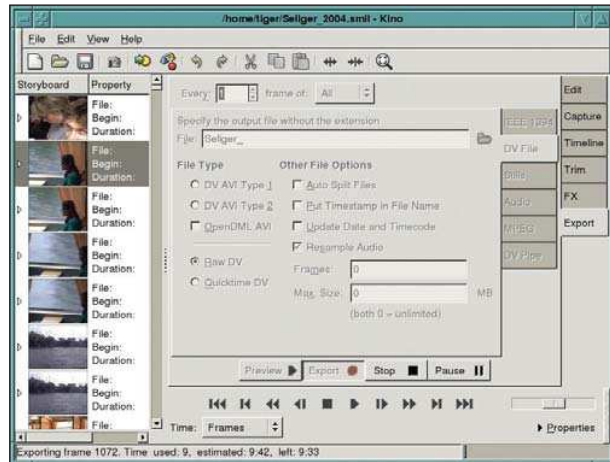 /home/tiger/Seliger_2004.smil - Kino
File Edit View Help
Storyboard Property
File:
Begin:
Duration:
File:
Begin:
Duration:
File:
Begin:
Duration:
File:
Begin:
Duration:
File:
Begin:
Duration:
File:
Begin:
Duration:
File:
Begin:
Duration:
File:
Every: 1 frame of: All
Specify the output file without the extension
File: Seliger_
File Type Other File Options
DV AVI Type 1 Auto Split Files
DV AVI Type 2 Put Timestamp in File Name
OpenDML AVI Update Date and Timecode
Resample Audio
Raw DV Frames: 0
Quicktime DV Max. Size: 0 MB
(both 0 = unlimited)
IEEE 1394
DV File
Stills
Audio
MPEG
DV Pipe
Edit
Capture
Timeline
Trim
FX
Export
Preview Export Stop Pause
Time: Frames Properties
Exporting frame 1072. Time used: 9, estimated: 9:42, left: 9:33